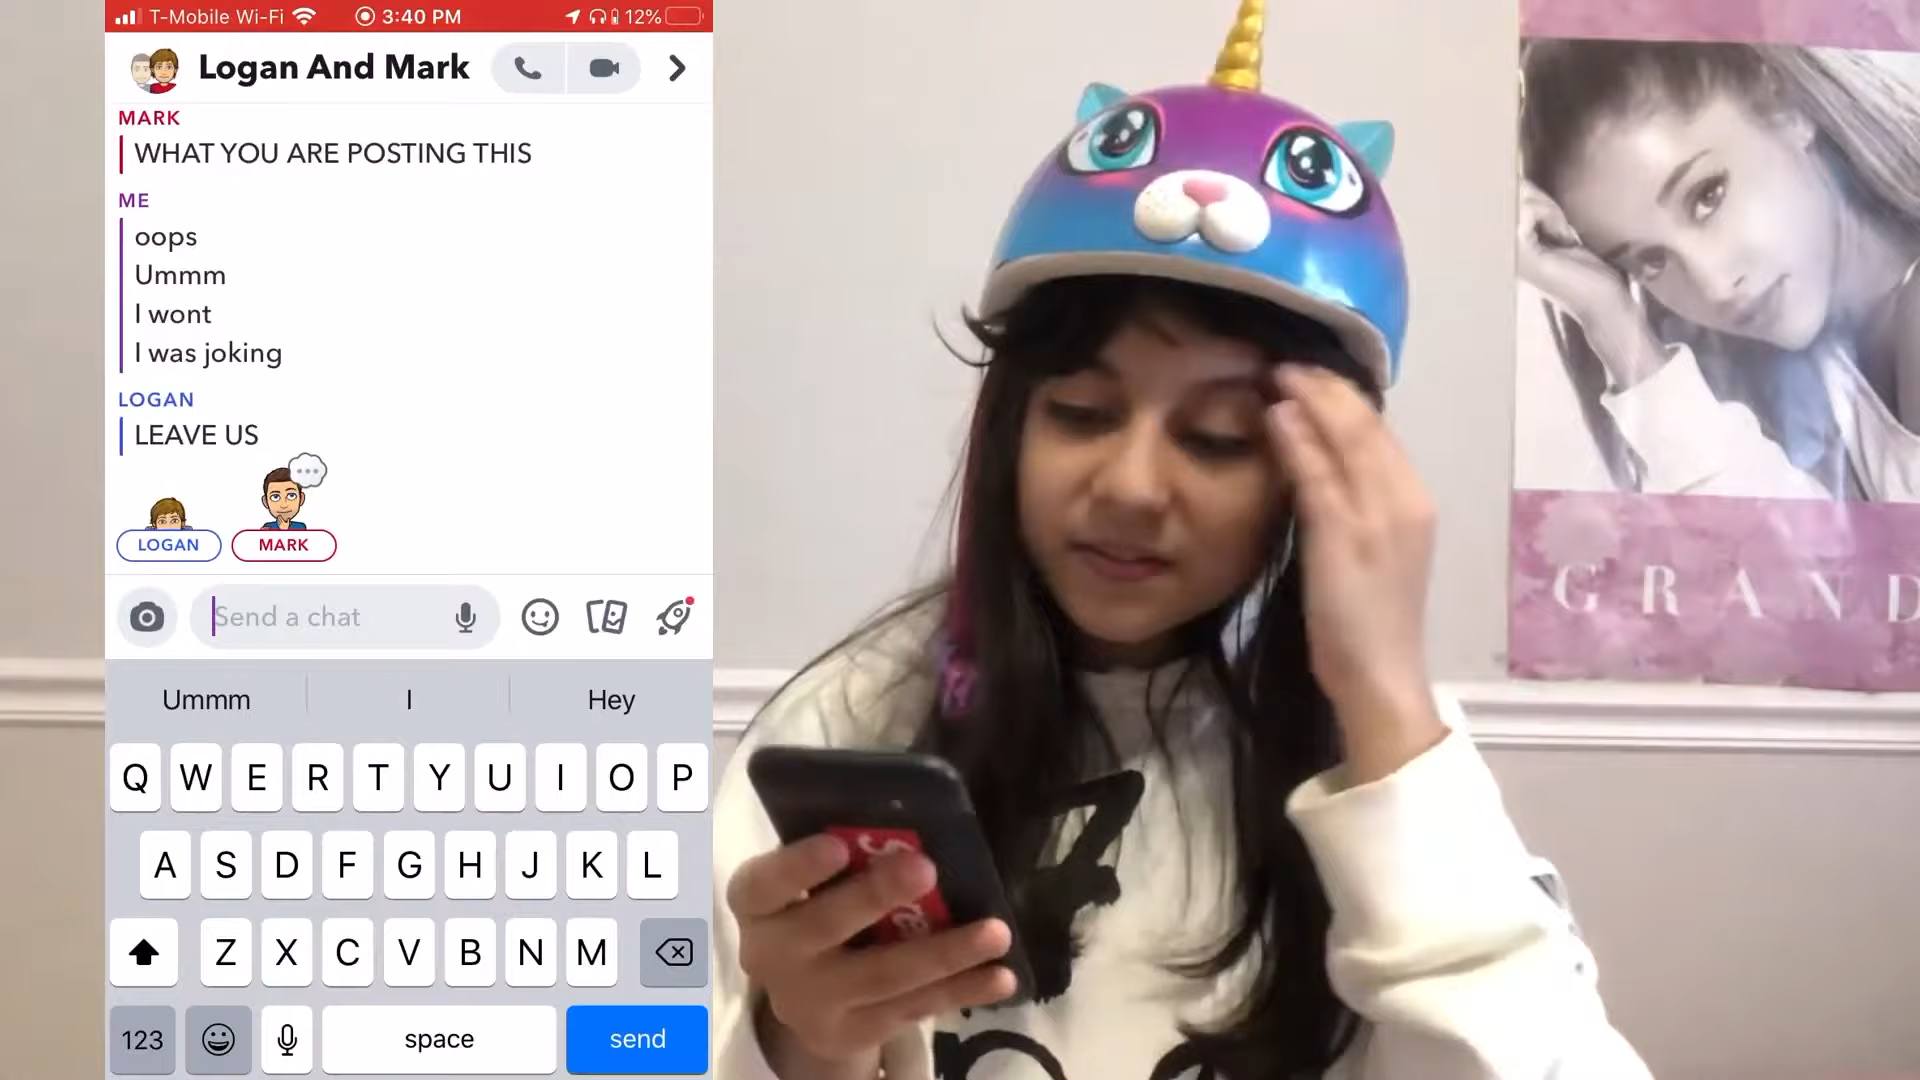 T-Mobile Wi-Fi 3:40 PM 12%
Logan And Mark
MARK
WHAT YOU ARE POSTING THIS
ME
oops
Ummm
I wont
I was joking
LOGAN
LEAVE US
LOGAN MARK
Send a chat
Ummm I Hey
Q W E R T Y U I O P
A S D F G H J K L
Z X C V B N M
123 space send
GRAND